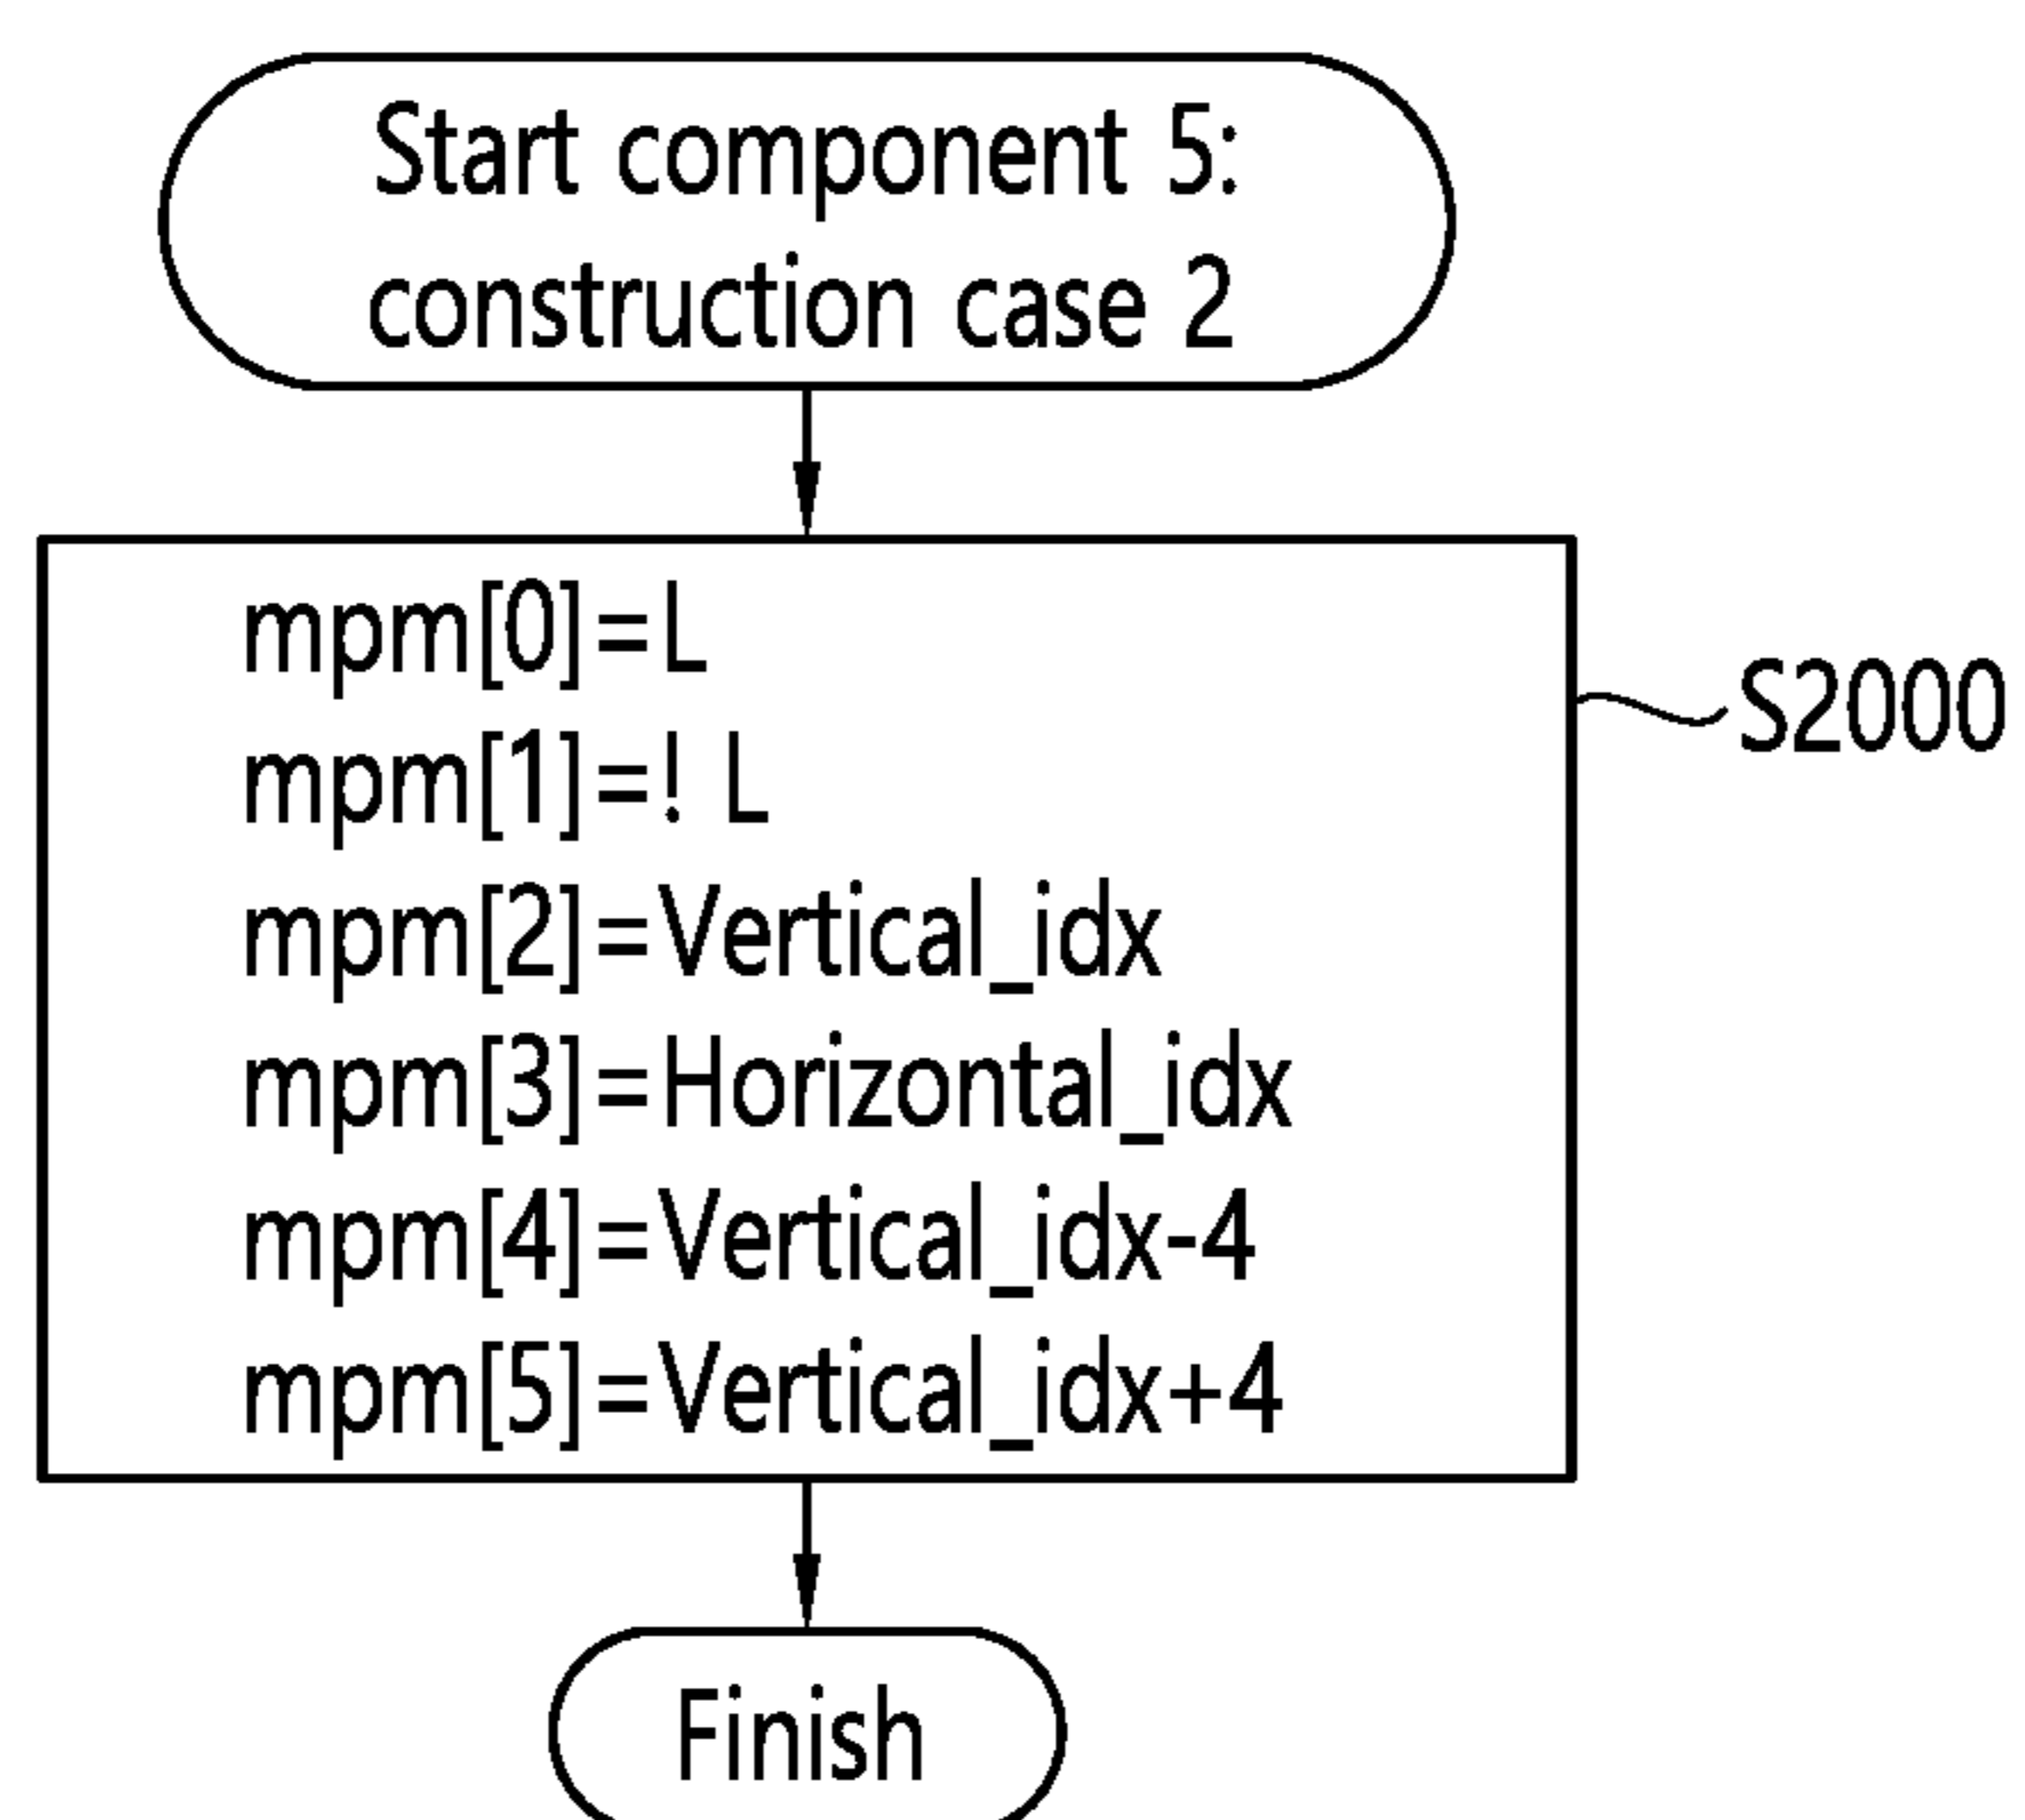 Start component 5:
construction case 2
mpm[0]=L
mpm[1]=! L
mpm[2]=Vertical_idx
mpm[3]=Horizontal_idx
mpm[4]=Vertical_idx-4
mpm[5]=Vertical_idx+4
S2000
Finish